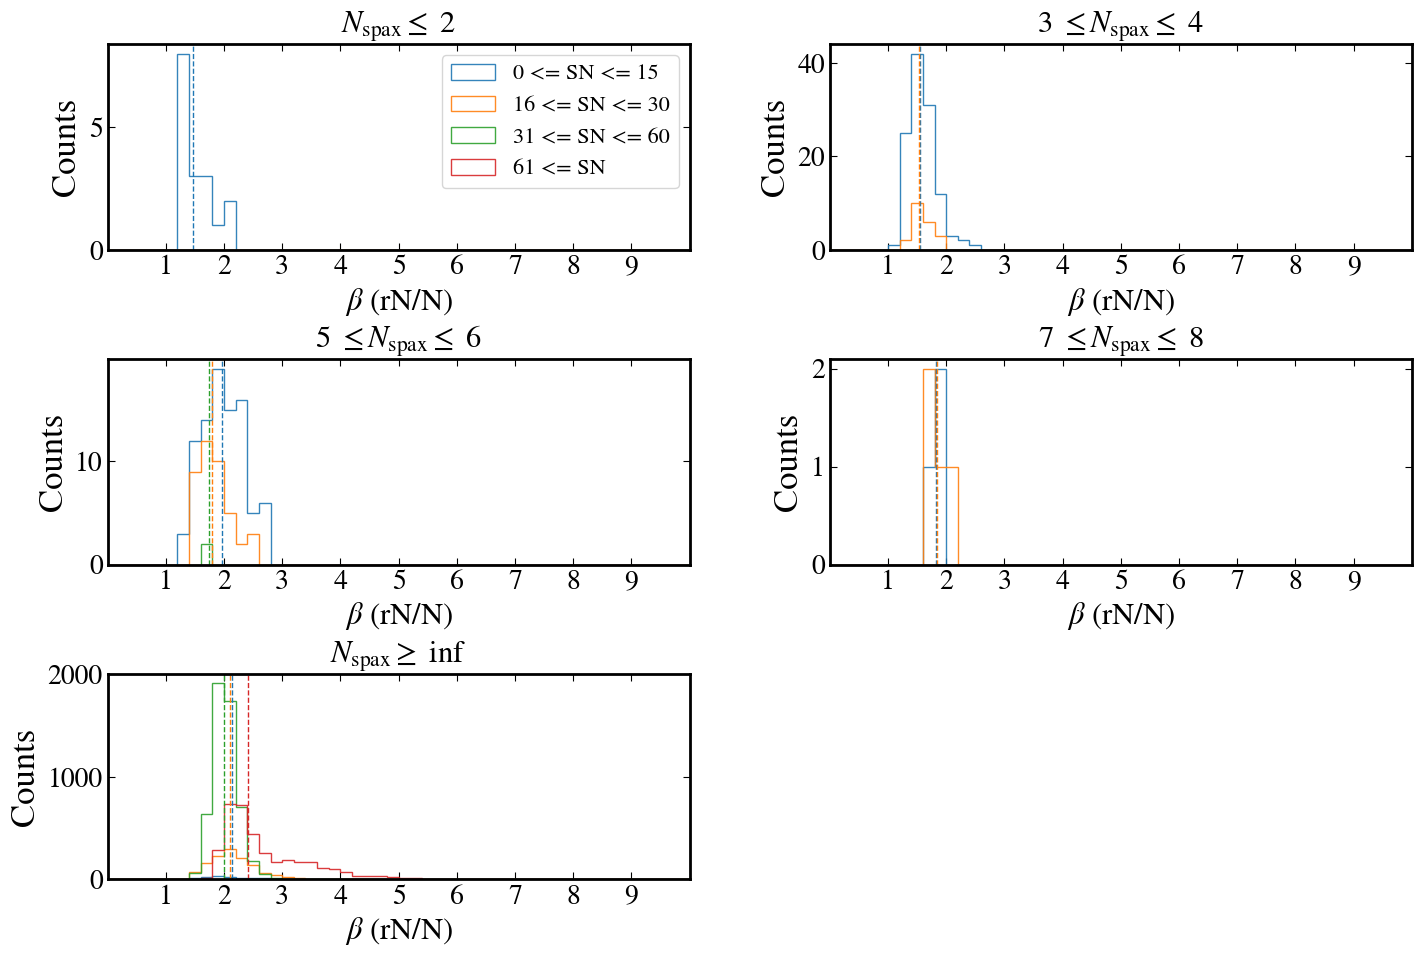 N_spax ≤ 2
Counts
5
0
0 <= SN <= 15
16 <= SN <= 30
31 <= SN <= 60
61 <= SN
1 2 3 4 5 6 7 8 9
β (rN/N)
3 ≤ N_spax ≤ 4
Counts
40
20
0
1 2 3 4 5 6 7 8 9
β (rN/N)
5 ≤ N_spax ≤ 6
Counts
10
0
1 2 3 4 5 6 7 8 9
β (rN/N)
7 ≤ N_spax ≤ 8
Counts
2
1
0
1 2 3 4 5 6 7 8 9
β (rN/N)
N_spax ≥ inf
Counts
2000
1000
0
1 2 3 4 5 6 7 8 9
β (rN/N)